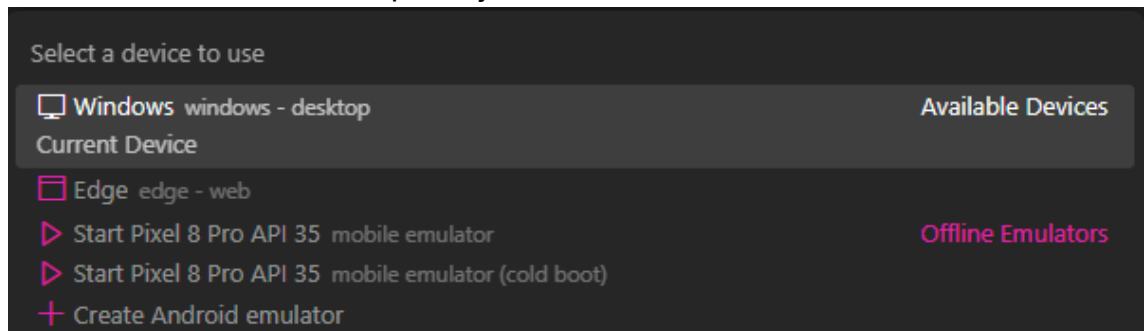 Select a device to use
Windows windows - desktop Available Devices
Current Device
Edge edge - web
Start Pixel 8 Pro API 35 mobile emulator Offline Emulators
Start Pixel 8 Pro API 35 mobile emulator (cold boot)
Create Android emulator